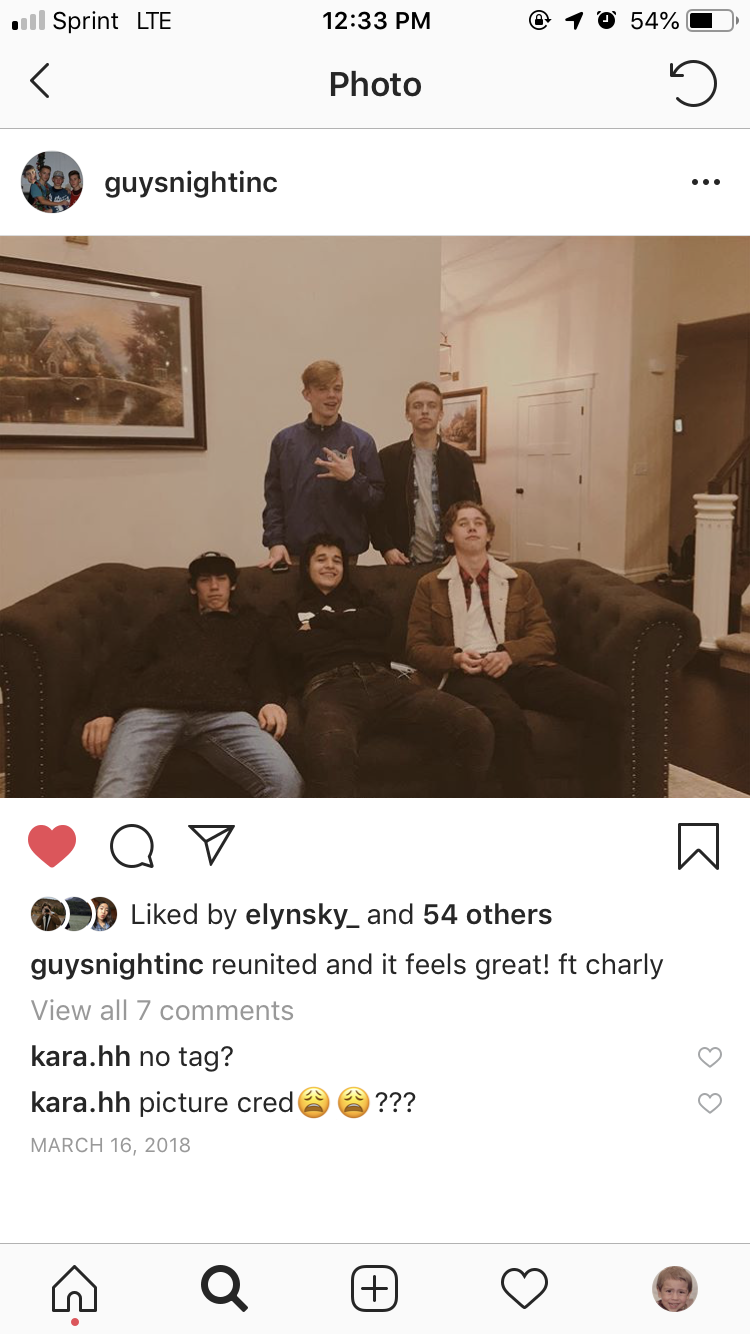 Sprint LTE 12:33 PM 54%
Photo
guysnightinc
Liked by elynsky_ and 54 others
guysnightinc reunited and it feels great! ft charly
View all 7 comments
kara.hh no tag?
kara.hh picture cred😩😩???
MARCH 16, 2018